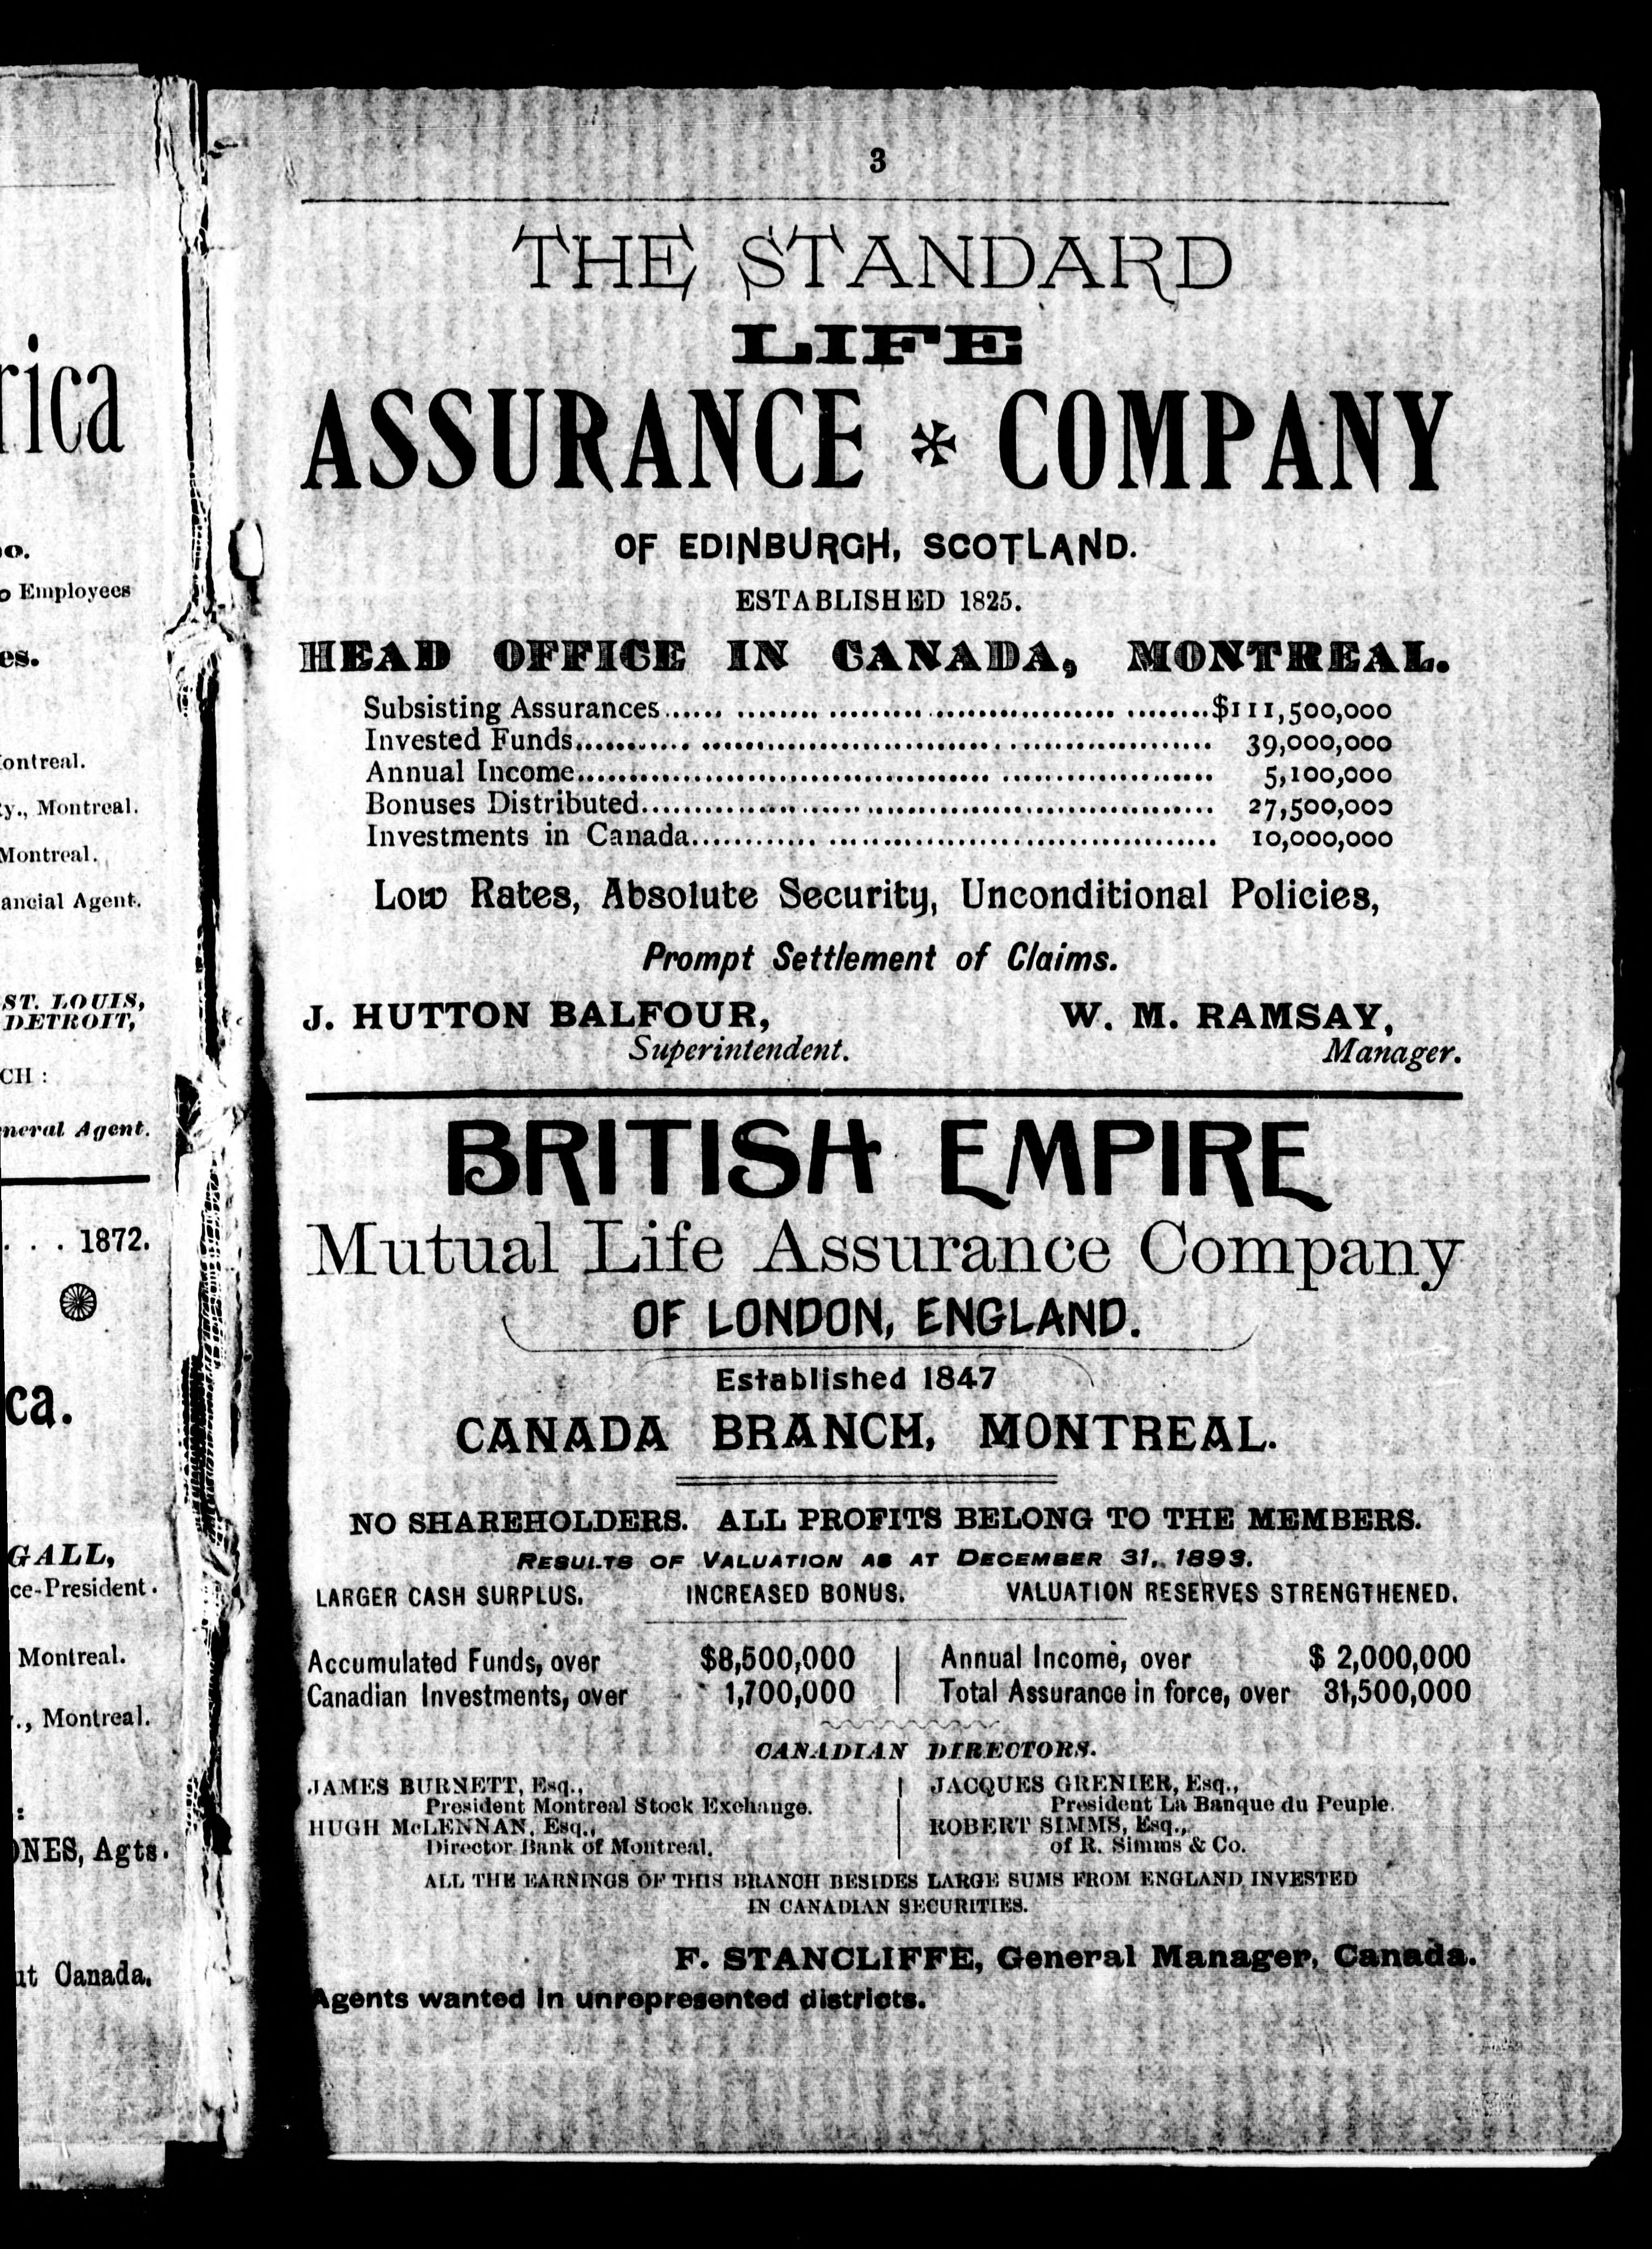 rica
o.
Employees
es.
ontreal.
y., Montreal.
Montreal.
ancial Agent.
ST. LOUIS,
DETROIT,
CH :
neral Agent.
. . . 1872.
ca.
GALL,
ce-President.
Montreal.
., Montreal.
:
ONES, Agts.
ut Canada.
3
THE STANDARD
LIFE
ASSURANCE * COMPANY
OF EDINBURGH, SCOTLAND.
ESTABLISHED 1825.
HEAD OFFICE IN CANADA, MONTREAL.
Subsisting Assurances........................................$111,500,000
Invested Funds........................................ 39,000,000
Annual Income........................................ 5,100,000
Bonuses Distributed........................................ 27,500,000
Investments in Canada........................................ 10,000,000
Low Rates, Absolute Security, Unconditional Policies,
Prompt Settlement of Claims.
J. HUTTON BALFOUR, W. M. RAMSAY,
Superintendent. Manager.
BRITISH EMPIRE
Mutual Life Assurance Company
OF LONDON, ENGLAND.
Established 1847
CANADA BRANCH, MONTREAL.
NO SHAREHOLDERS. ALL PROFITS BELONG TO THE MEMBERS.
RESULTS OF VALUATION AS AT DECEMBER 31, 1893.
LARGER CASH SURPLUS. INCREASED BONUS. VALUATION RESERVES STRENGTHENED.
Accumulated Funds, over $8,500,000 | Annual Income, over $ 2,000,000
Canadian Investments, over 1,700,000 | Total Assurance in force, over 31,500,000
CANADIAN DIRECTORS.
JAMES BURNETT, Esq., JACQUES GRENIER, Esq.,
President Montreal Stock Exchange. President La Banque du Peuple.
HUGH McLENNAN, Esq., ROBERT SIMMS, Esq.,
Director Bank of Montreal. of R. Simms & Co.
ALL THE EARNINGS OF THIS BRANCH BESIDES LARGE SUMS FROM ENGLAND INVESTED
IN CANADIAN SECURITIES.
F. STANCLIFFE, General Manager, Canada.
Agents wanted in unrepresented districts.